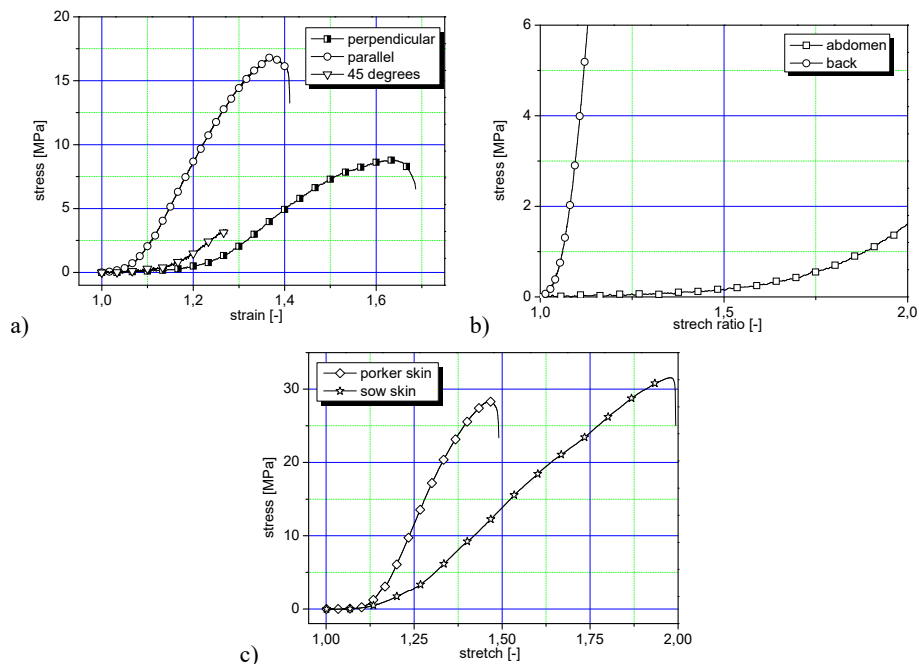 20
15
10
5
0
stress [MPa]
perpendicular
parallel
45 degrees
1,0
1,2
1,4
1,6
strain [-]
a)
6
4
2
0
stress [MPa]
abdomen
back
1,0
1,5
2,0
strech ratio [-]
b)
30
20
10
0
stress [MPa]
porker skin
sow skin
1,00
1,25
1,50
1,75
2,00
stretch [-]
c)